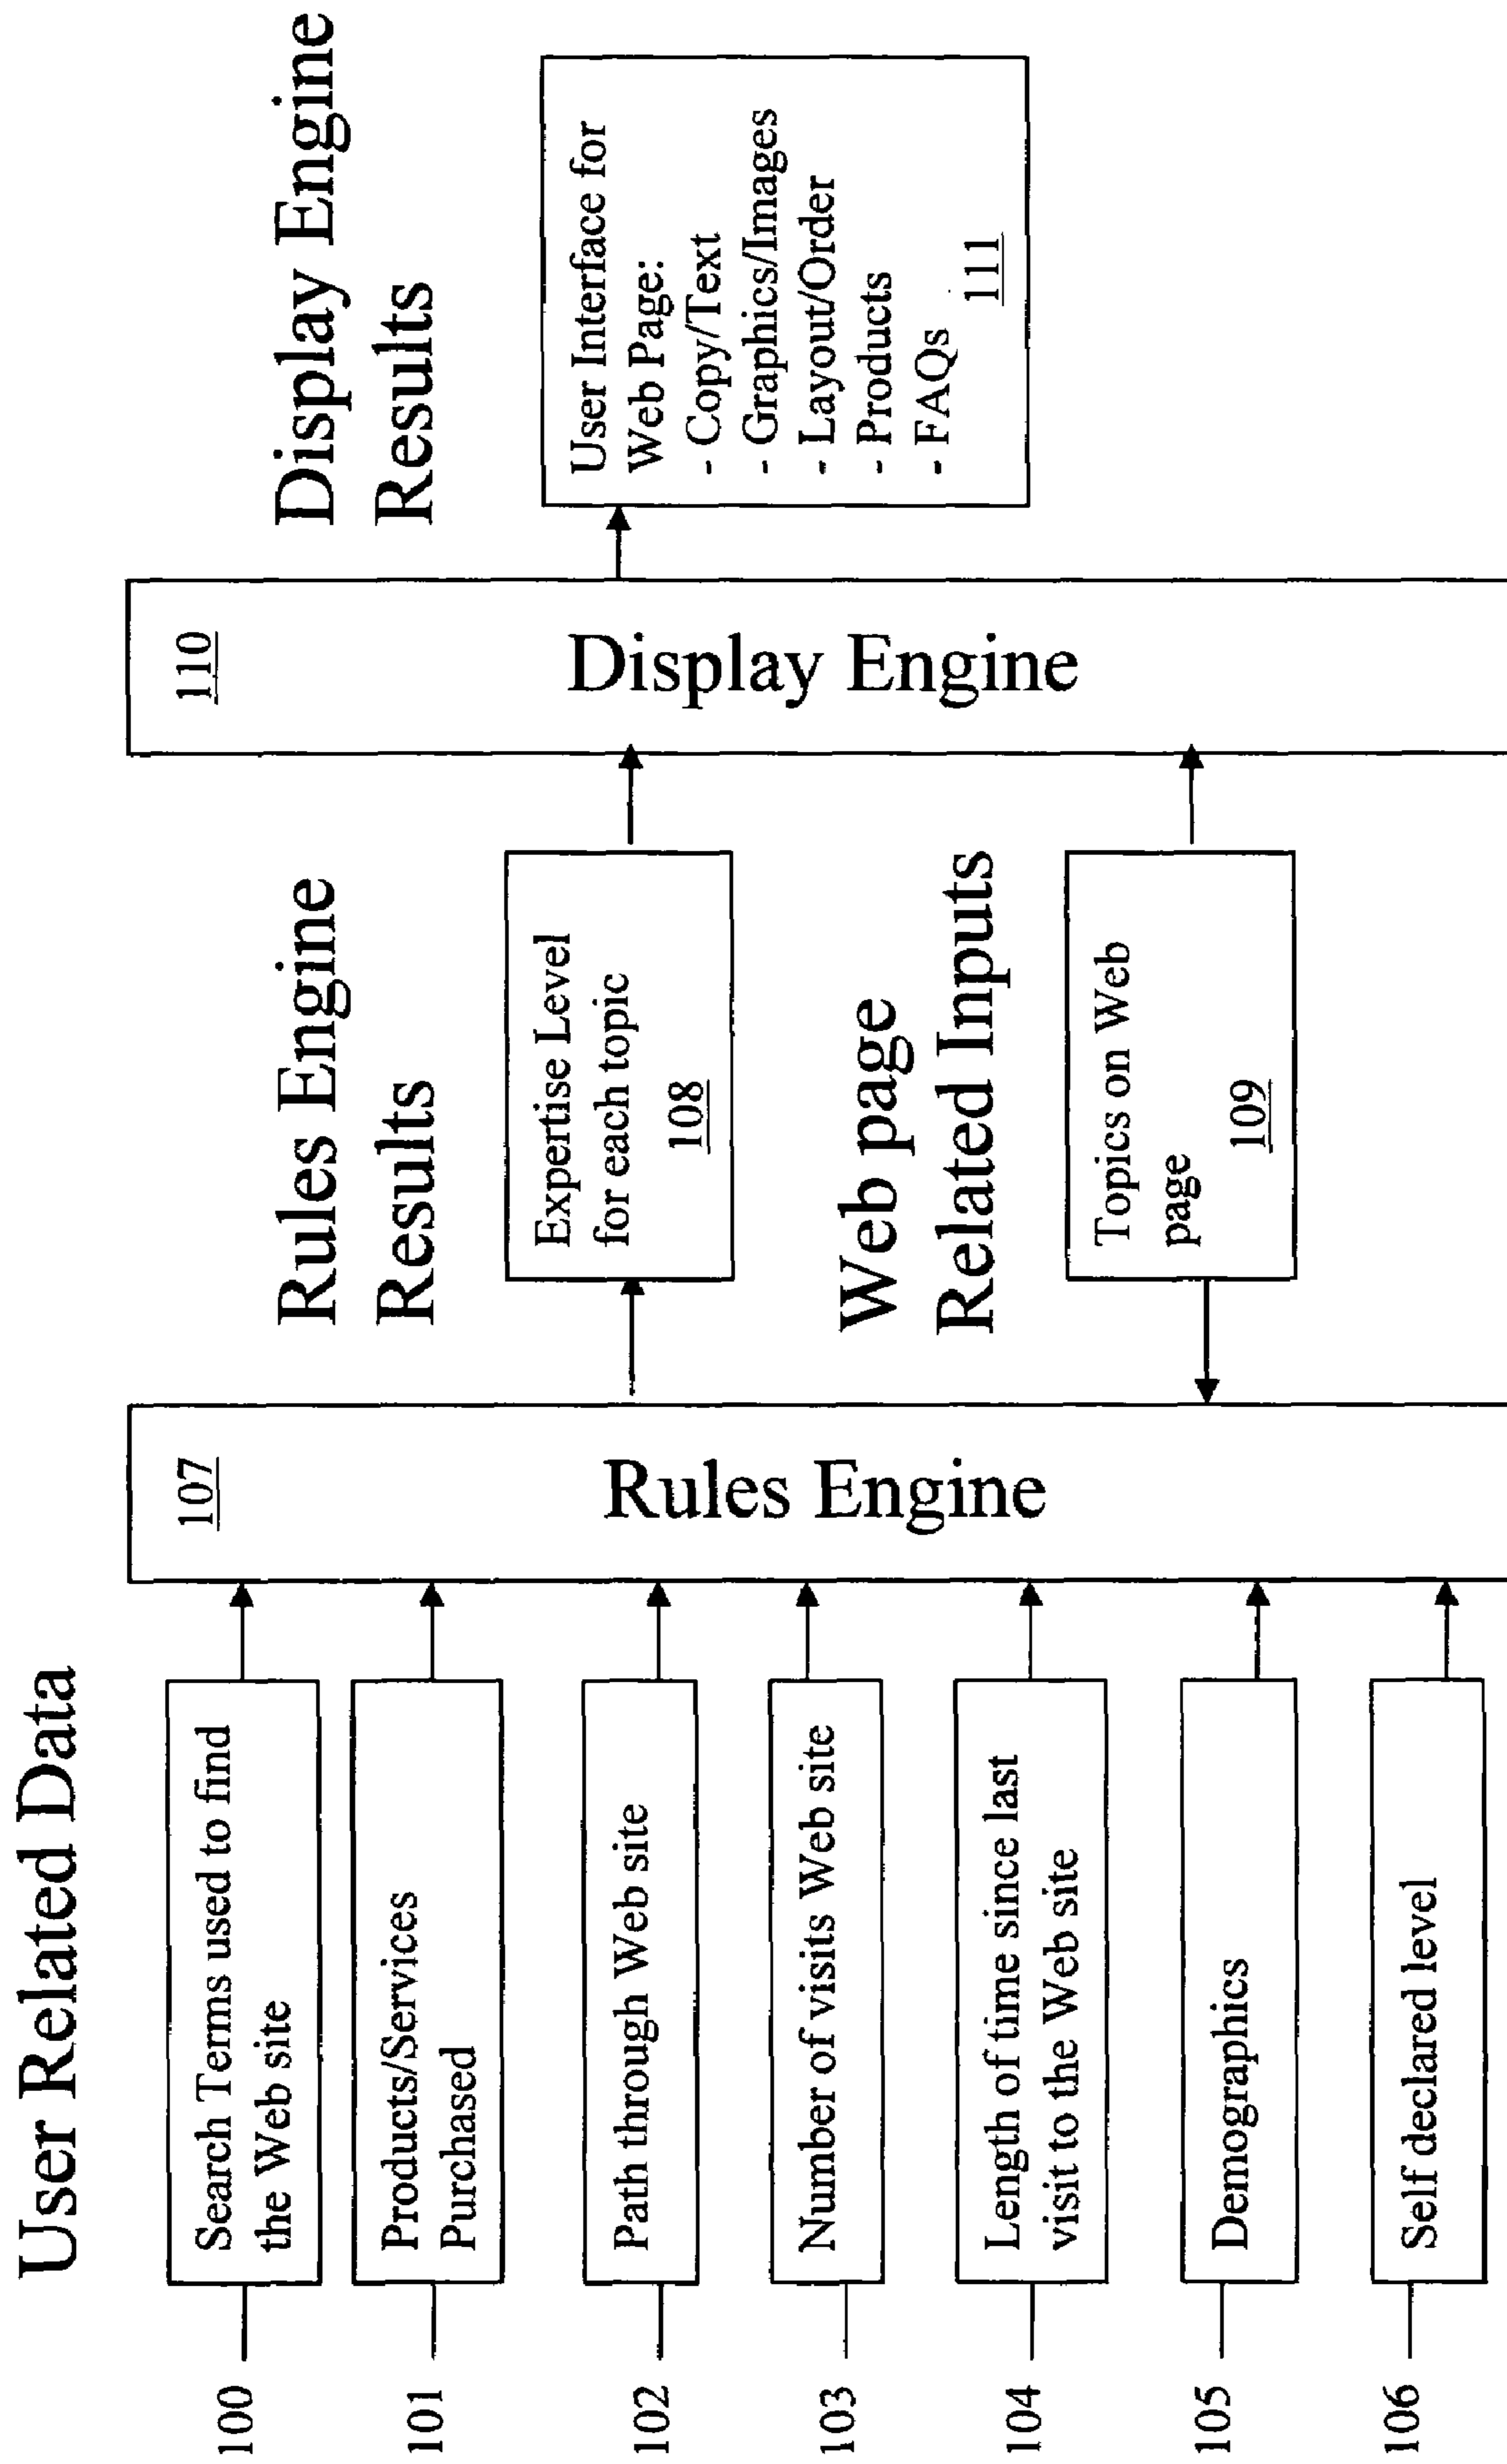 User Related Data
100
Search Terms used to find
the Web site
101
Products/Services
Purchased
102
Path through Web site
103
Number of visits Web site
104
Length of time since last
visit to the Web site
105
Demographics
106
Self declared level
107
Rules Engine
Rules Engine
Results
Expertise Level
for each topic
108
Web page
Related Inputs
Topics on Web
page
109
110
Display Engine
Display Engine
Results
User Interface for
Web Page:
- Copy/Text
- Graphics/Images
- Layout/Order
- Products
- FAQs
111